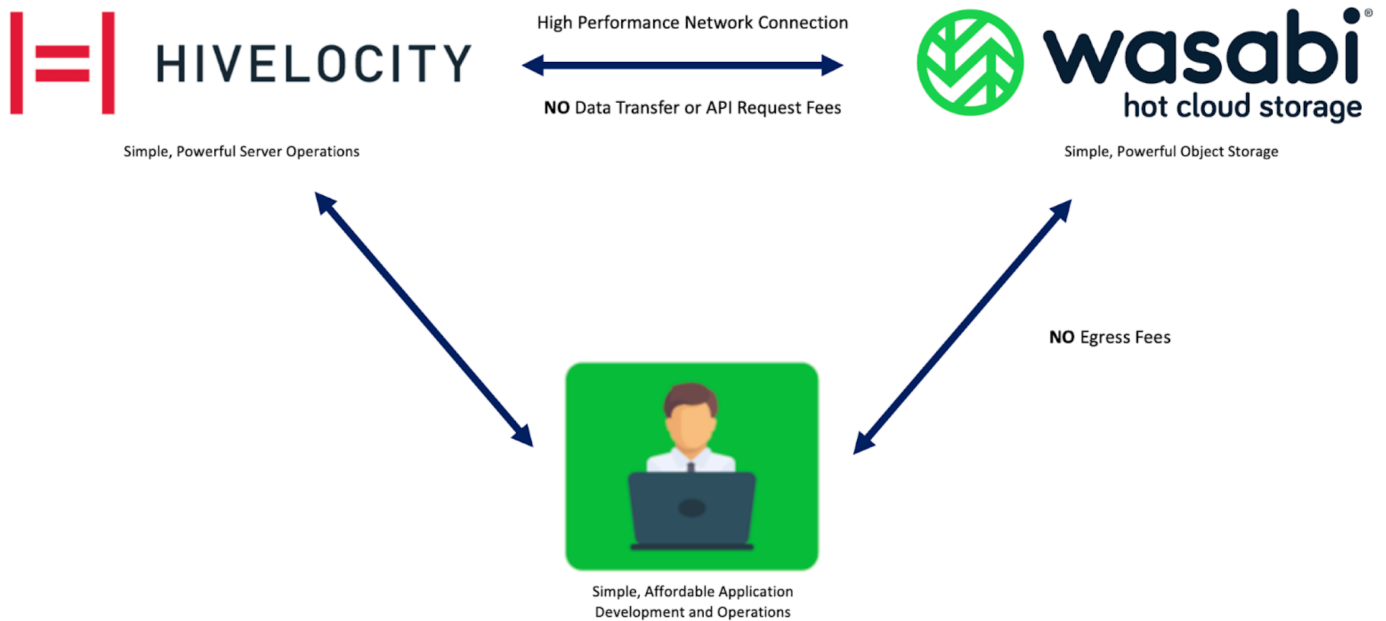 HIVELOCITY
High Performance Network Connection
NO Data Transfer or API Request Fees
wasabi®
hot cloud storage
Simple, Powerful Server Operations
Simple, Powerful Object Storage
NO Egress Fees
Simple, Affordable Application
Development and Operations